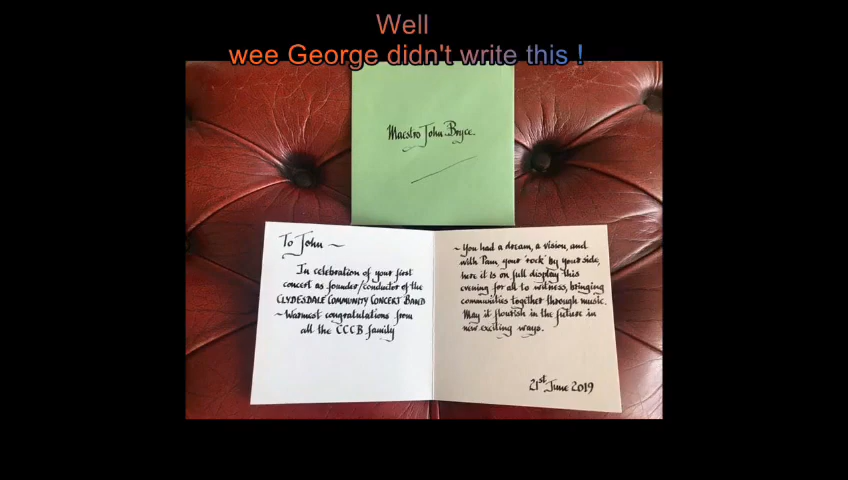 Well
wee George didn't write this !
Maestro John Bryce
To John ~
In celebration of your first
concert as founder/conductor of the
CLYDESDALE COMMUNITY CONCERT BAND
~ Warmest congratulations from
all the CCCB family
~ You had a dream, a vision, and
with Pam, your 'rock' by your side,
here it is on full display this
evening for all to witness, bringing
communities together through music.
May it flourish in the future in
new exciting ways.
21st June 2019